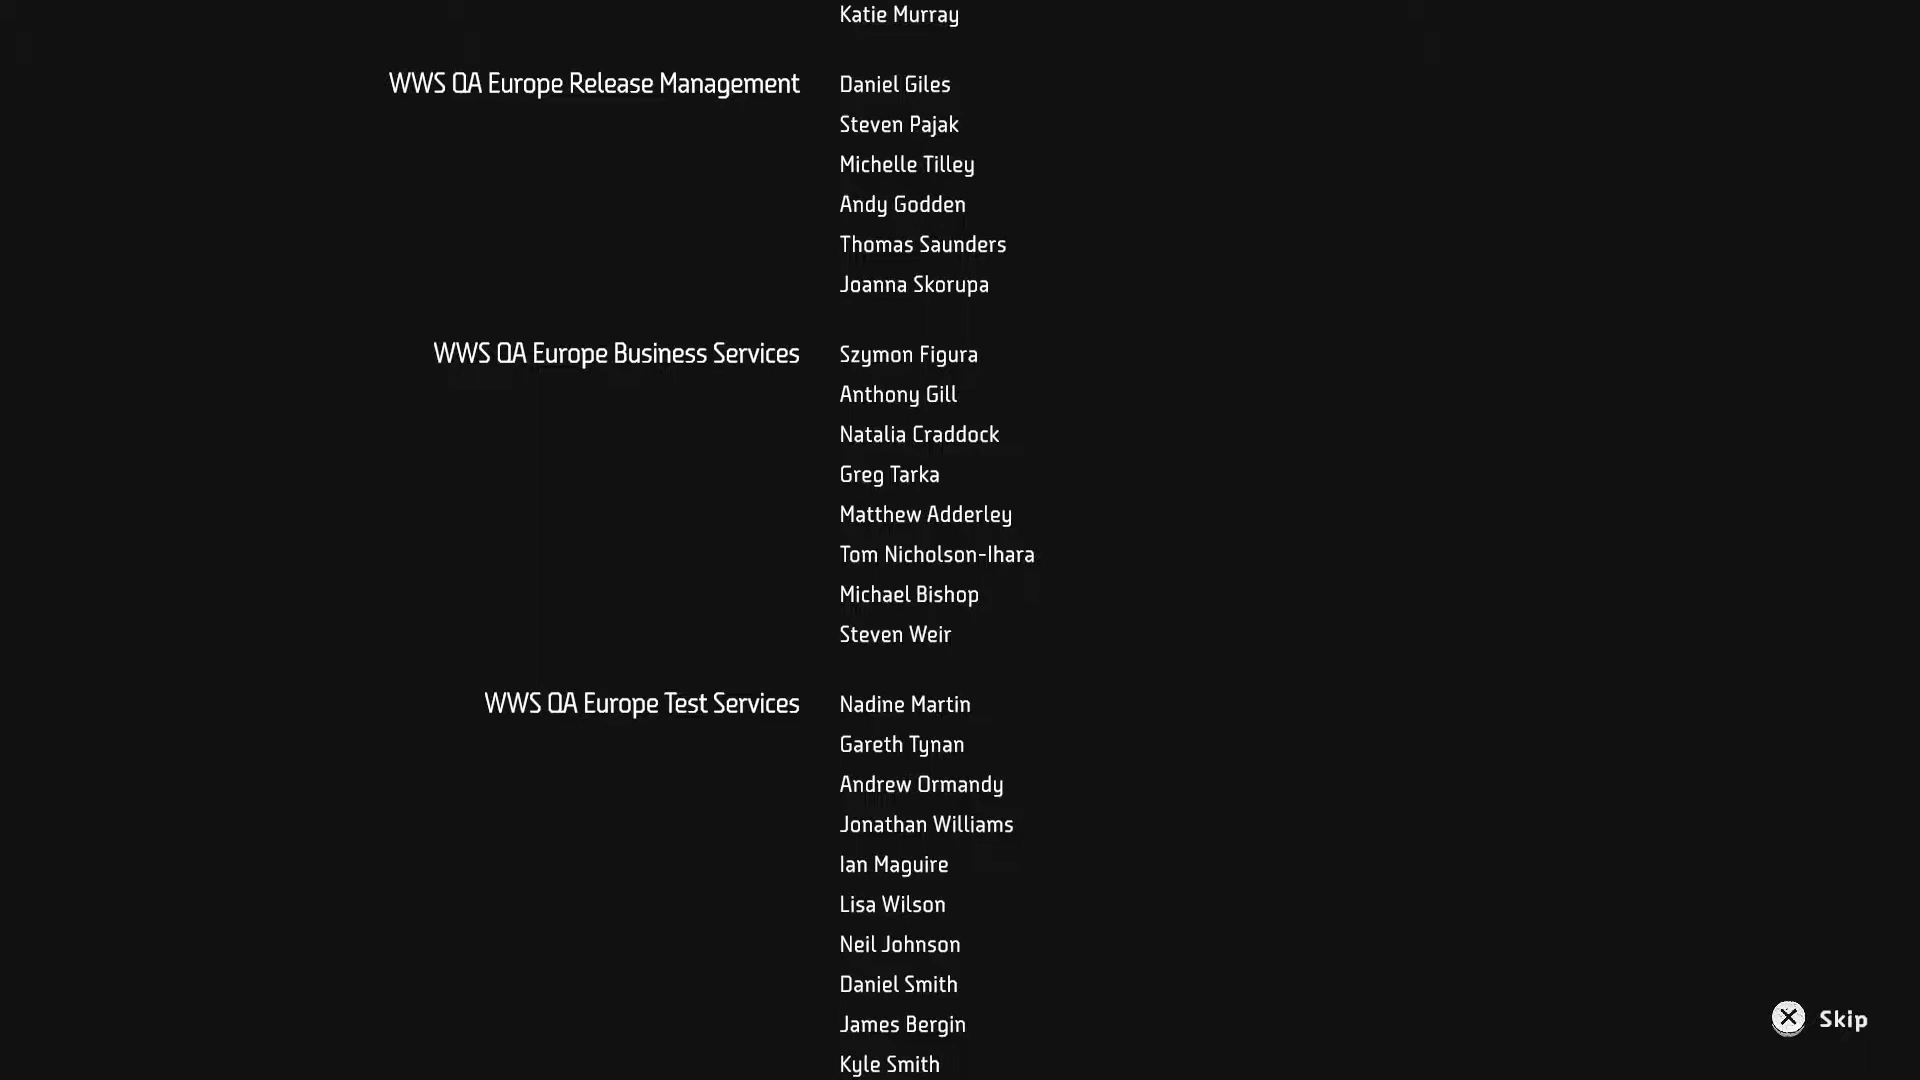 Katie Murray
WWS QA Europe Release Management Daniel Giles
Steven Pajak
Michelle Tilley
Andy Godden
Thomas Saunders
Joanna Skorupa
WWS QA Europe Business Services Szymon Figura
Anthony Gill
Natalia Craddock
Greg Tarka
Matthew Adderley
Tom Nicholson-Ihara
Michael Bishop
Steven Weir
WWS QA Europe Test Services Nadine Martin
Gareth Tynan
Andrew Ormandy
Jonathan Williams
Ian Maguire
Lisa Wilson
Neil Johnson
Daniel Smith
James Bergin
Kyle Smith
Skip